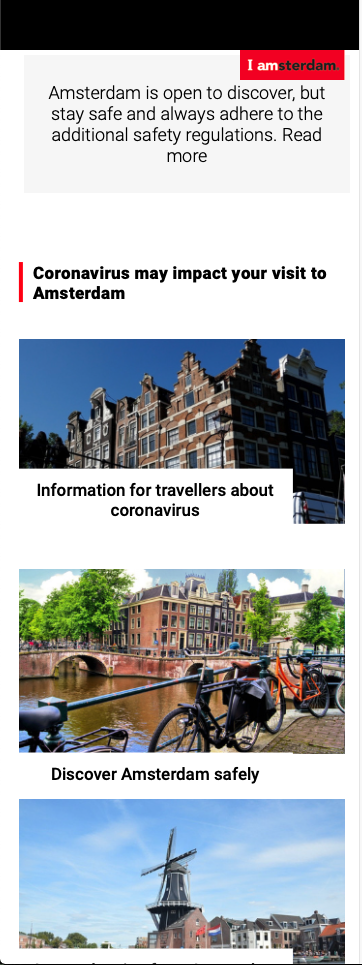 I amsterdam
Amsterdam is open to discover, but
stay safe and always adhere to the
additional safety regulations. Read
more
Coronavirus may impact your visit to
Amsterdam
Information for travellers about
coronavirus
Discover Amsterdam safely